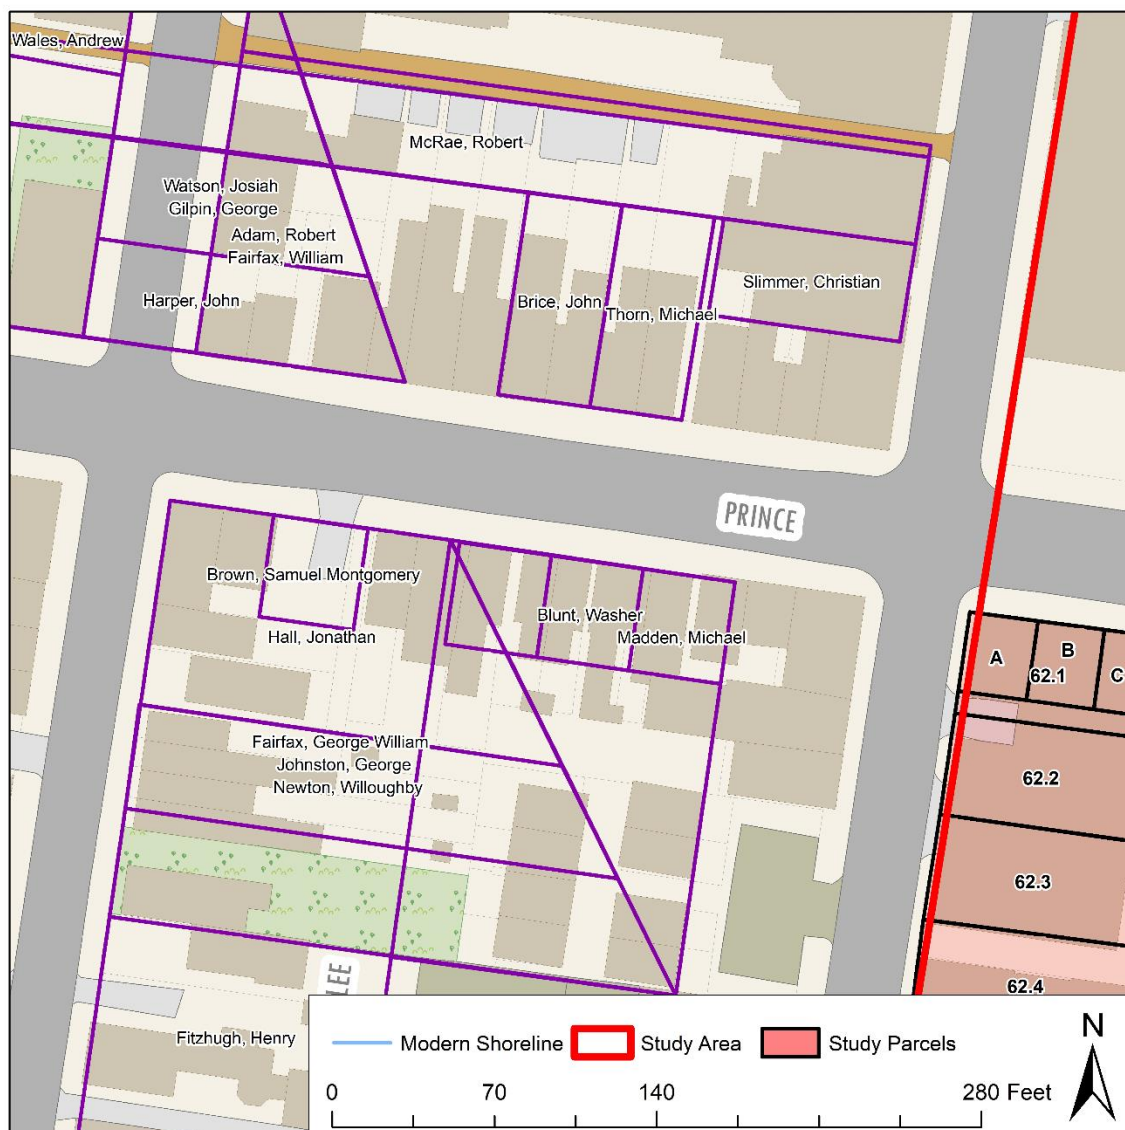 Wales, Andrew
McRae, Robert
Watson, Josiah
Gilpin, George
Adam, Robert
Fairfax, William
Harper, John
Brice, John
Thorn, Michael
Slimmer, Christian
PRINCE
Brown, Samuel Montgomery
Hall, Jonathan
Blunt, Washer
Madden, Michael
A
B
C
62.1
Fairfax, George William
Johnston, George
Newton, Willoughby
62.2
62.3
62.4
LEE
Fitzhugh, Henry
Modern Shoreline
Study Area
Study Parcels
N
0 70 140 280 Feet